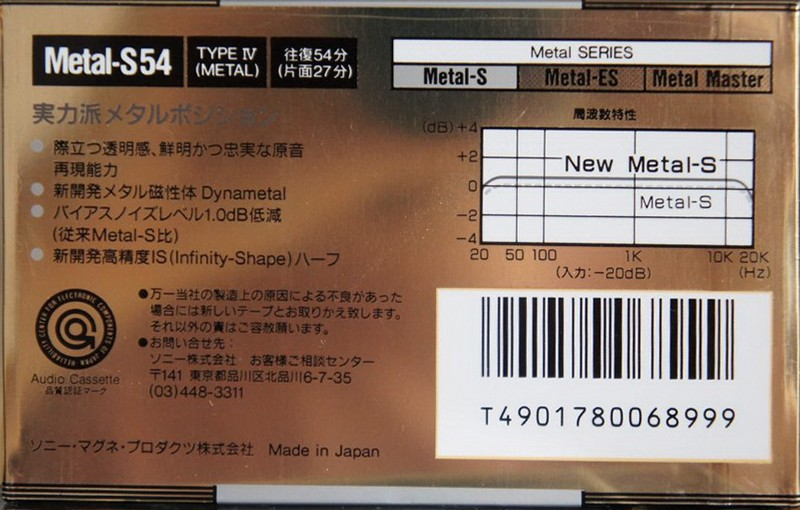 Metal-S54
TYPE IV
(METAL)
往復54分
(片面27分)
Metal SERIES
Metal-S Metal-ES Metal Master
実力派メタルポジション
● 際立つ透明感、鮮明かつ忠実な原音
再現能力
● 新開発メタル磁性体 Dynametal
● バイアスノイズレベル1.0dB低減
(従来Metal-S比)
● 新開発高精度IS(Infinity-Shape)ハーフ
周波数特性
(dB) +4
+2
0
−2
−4
New Metal-S
Metal-S
20 50 100 1K 10K 20K
(入力:−20dB) (Hz)
RELIABILITY CENTER FOR ELECTRONIC COMPONENTS OF JAPAN
Audio Cassette
品質認証マーク
●万一当社の製造上の原因による不良があった
場合には新しいテープとお取りかえ致します。
それ以外の責はご容赦願います。
●お問い合せ先:
ソニー株式会社 お客様ご相談センター
〒141 東京都品川区北品川6-7-35
(03)448-3311
T4901780068999
ソニー・マグネ・プロダクツ株式会社 Made in Japan